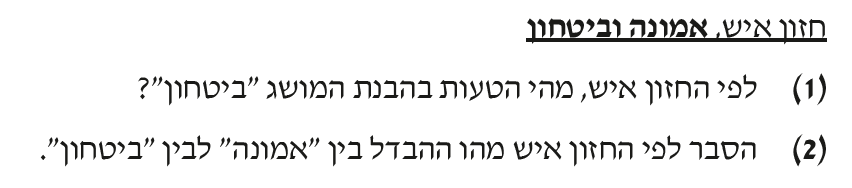 חזון איש, אמונה וביטחון
(1) לפי החזון איש, מהי הטעות בהבנת המושג "ביטחון"?
(2) הסבר לפי החזון איש מהו ההבדל בין "אמונה" לבין "ביטחון".